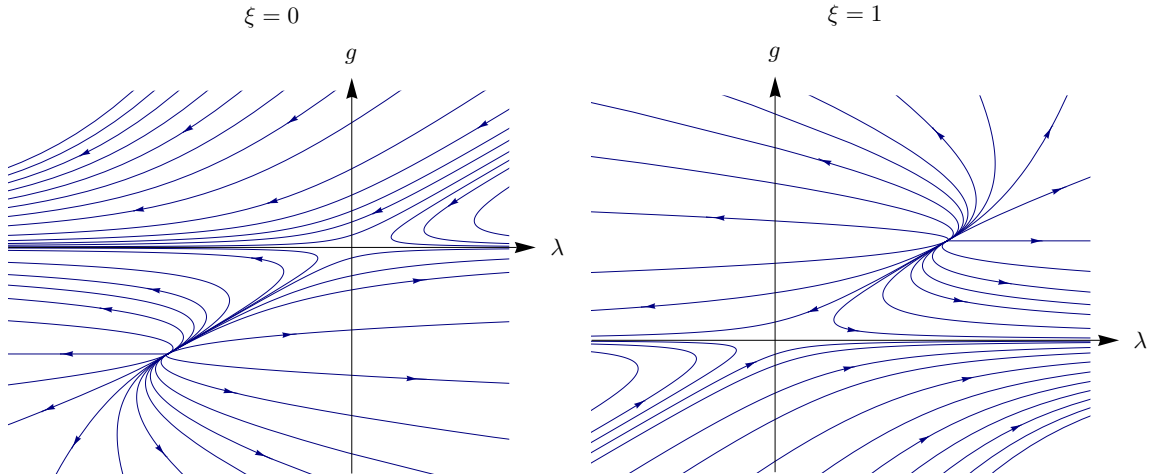 ξ = 0
g
λ
ξ = 1
g
λ